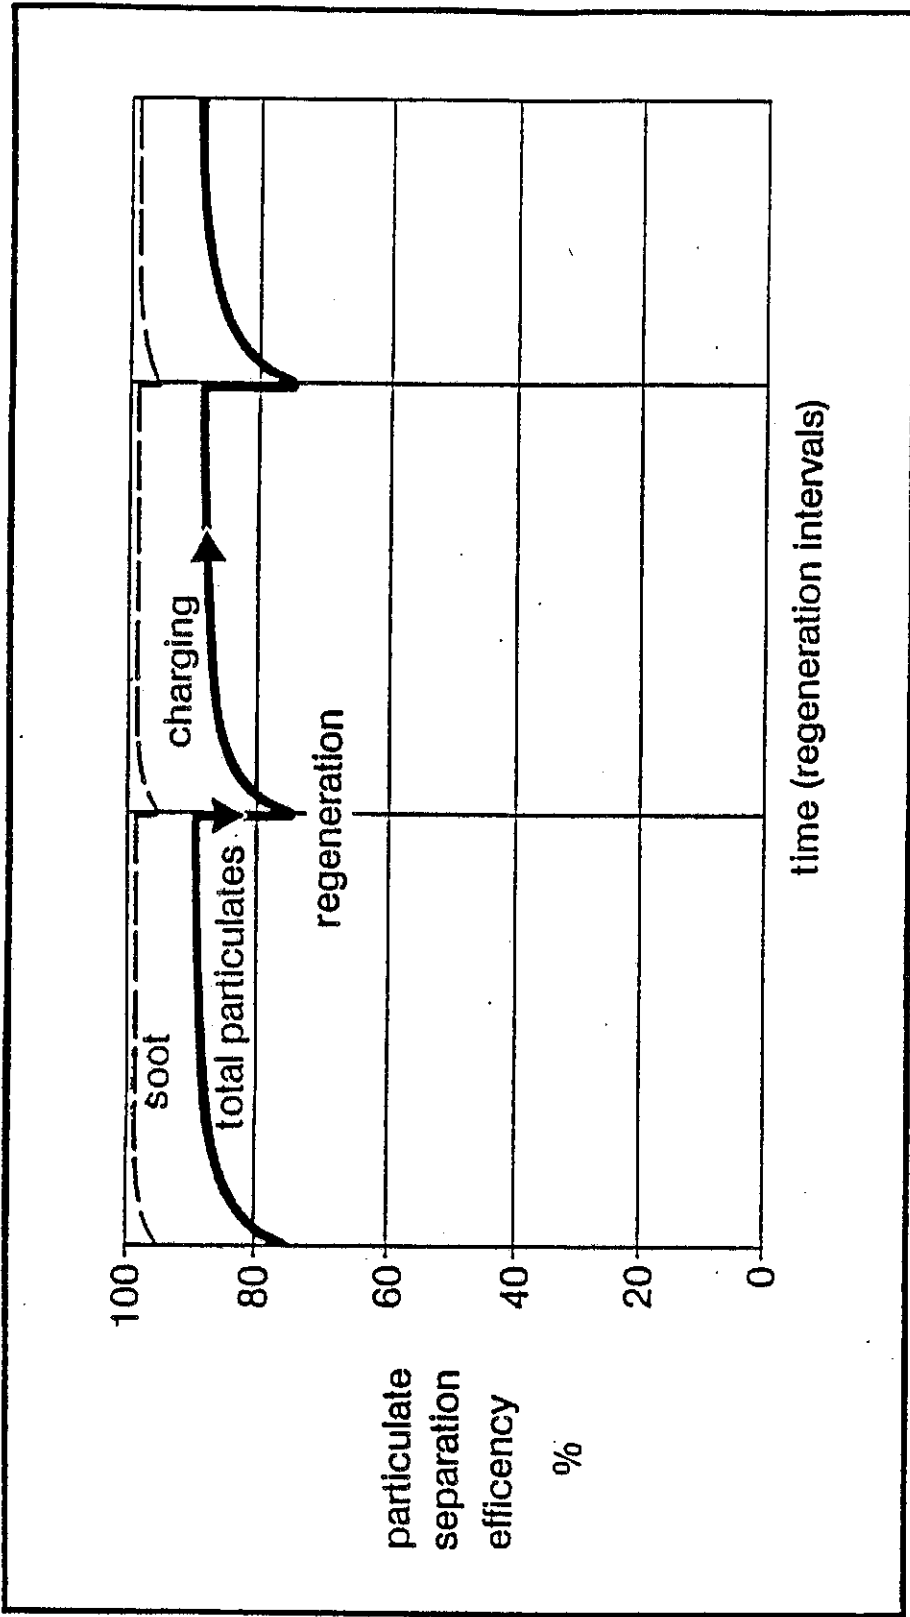 particulate
separation
efficency
%
100
80
60
40
20
0
soot
total particulates
charging
regeneration
time (regeneration intervals)